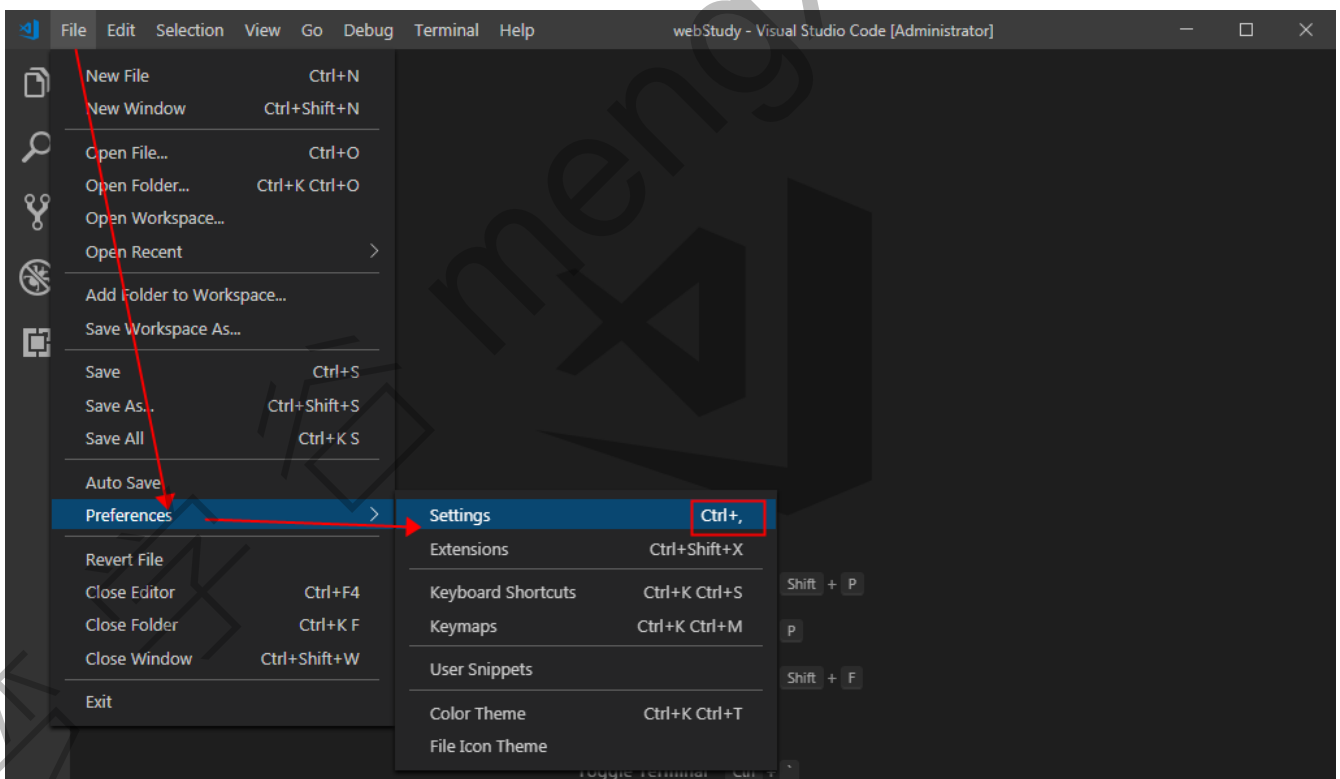 File Edit Selection View Go Debug Terminal Help webStudy - Visual Studio Code [Administrator]
New File Ctrl+N
New Window Ctrl+Shift+N
Open File... Ctrl+O
Open Folder... Ctrl+K Ctrl+O
Open Workspace...
Open Recent
Add Folder to Workspace...
Save Workspace As...
Save Ctrl+S
Save As... Ctrl+Shift+S
Save All Ctrl+K S
Auto Save
Preferences
Revert File
Close Editor Ctrl+F4
Close Folder Ctrl+K F
Close Window Ctrl+Shift+W
Exit
Settings Ctrl+,
Extensions Ctrl+Shift+X
Keyboard Shortcuts Ctrl+K Ctrl+S
Keymaps Ctrl+K Ctrl+M
User Snippets
Color Theme Ctrl+K Ctrl+T
File Icon Theme
Shift + P
P
Shift + F
Toggle Terminal Ctrl + `
meng